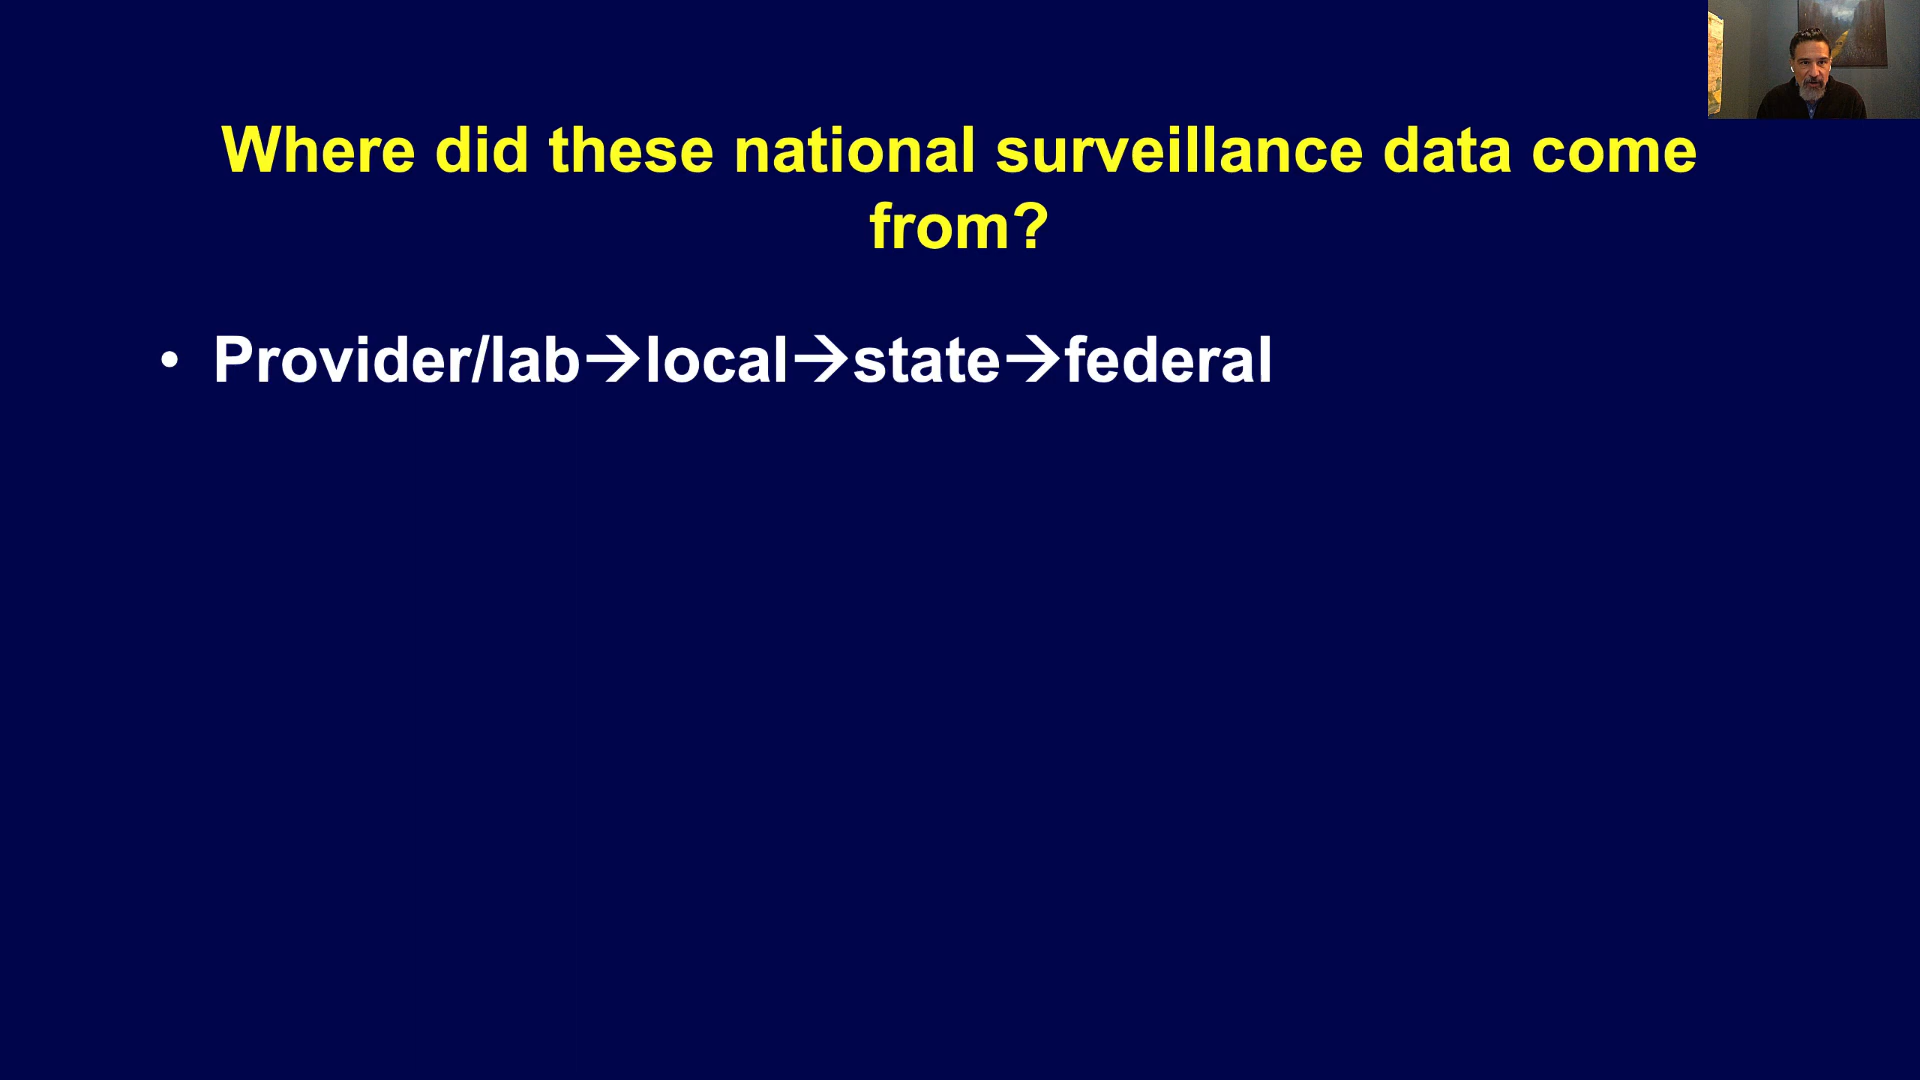 Where did these national surveillance data come
from?
• Provider/lab→local→state→federal